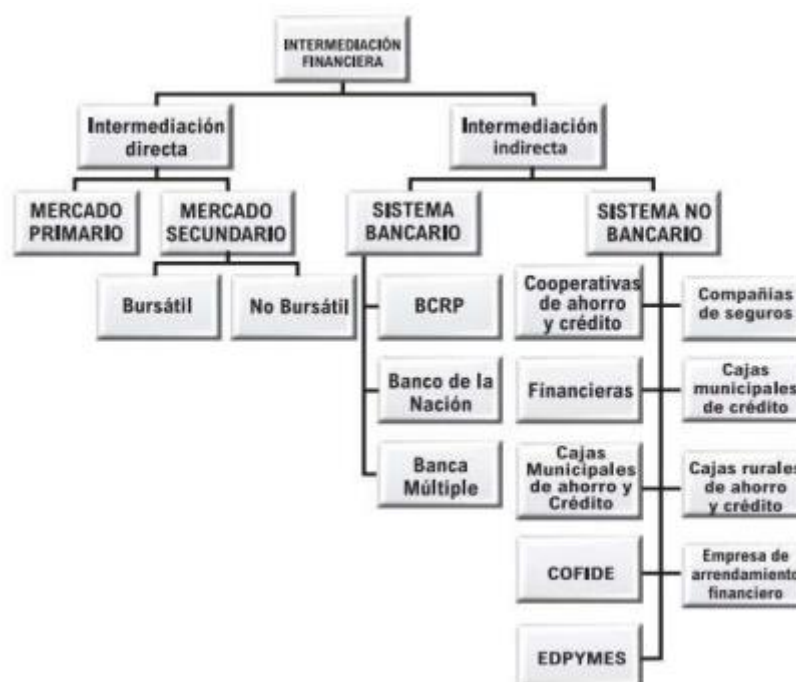 INTERMEDIACIÓN
FINANCIERA
Intermediación
directa
Intermediación
indirecta
MERCADO
PRIMARIO
MERCADO
SECUNDARIO
SISTEMA
BANCARIO
SISTEMA NO
BANCARIO
Bursátil
No Bursátil
BCRP
Banco de la
Nación
Banca
Múltiple
Cooperativas
de ahorro
y crédito
Compañías
de seguros
Financieras
Cajas
municipales
de crédito
Cajas
Municipales
de ahorro y
Crédito
Cajas rurales
de ahorro
y crédito
COFIDE
Empresa de
arrendamiento
financiero
EDPYMES